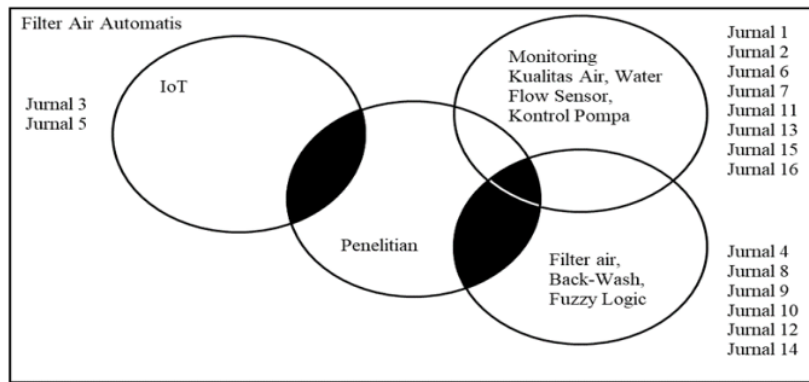 Filter Air Automatis
IoT
Jurnal 3
Jurnal 5
Penelitian
Monitoring
Kualitas Air, Water
Flow Sensor,
Kontrol Pompa
Jurnal 1
Jurnal 2
Jurnal 6
Jurnal 7
Jurnal 11
Jurnal 13
Jurnal 15
Jurnal 16
Filter air,
Back-Wash,
Fuzzy Logic
Jurnal 4
Jurnal 8
Jurnal 9
Jurnal 10
Jurnal 12
Jurnal 14